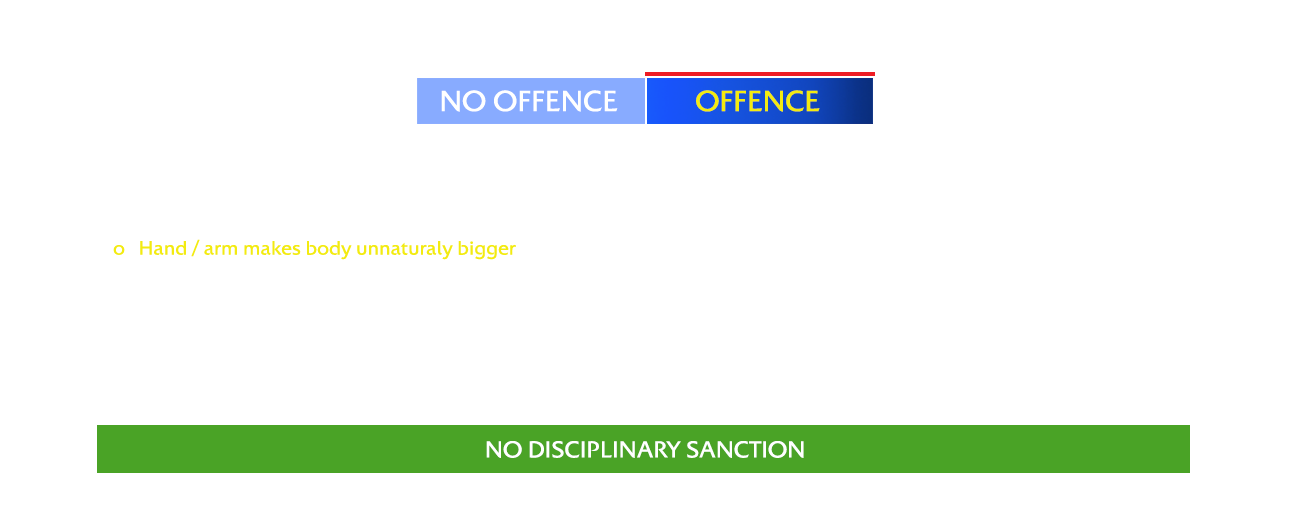 NO OFFENCE OFFENCE
o Hand / arm makes body unnaturaly bigger
NO DISCIPLINARY SANCTION